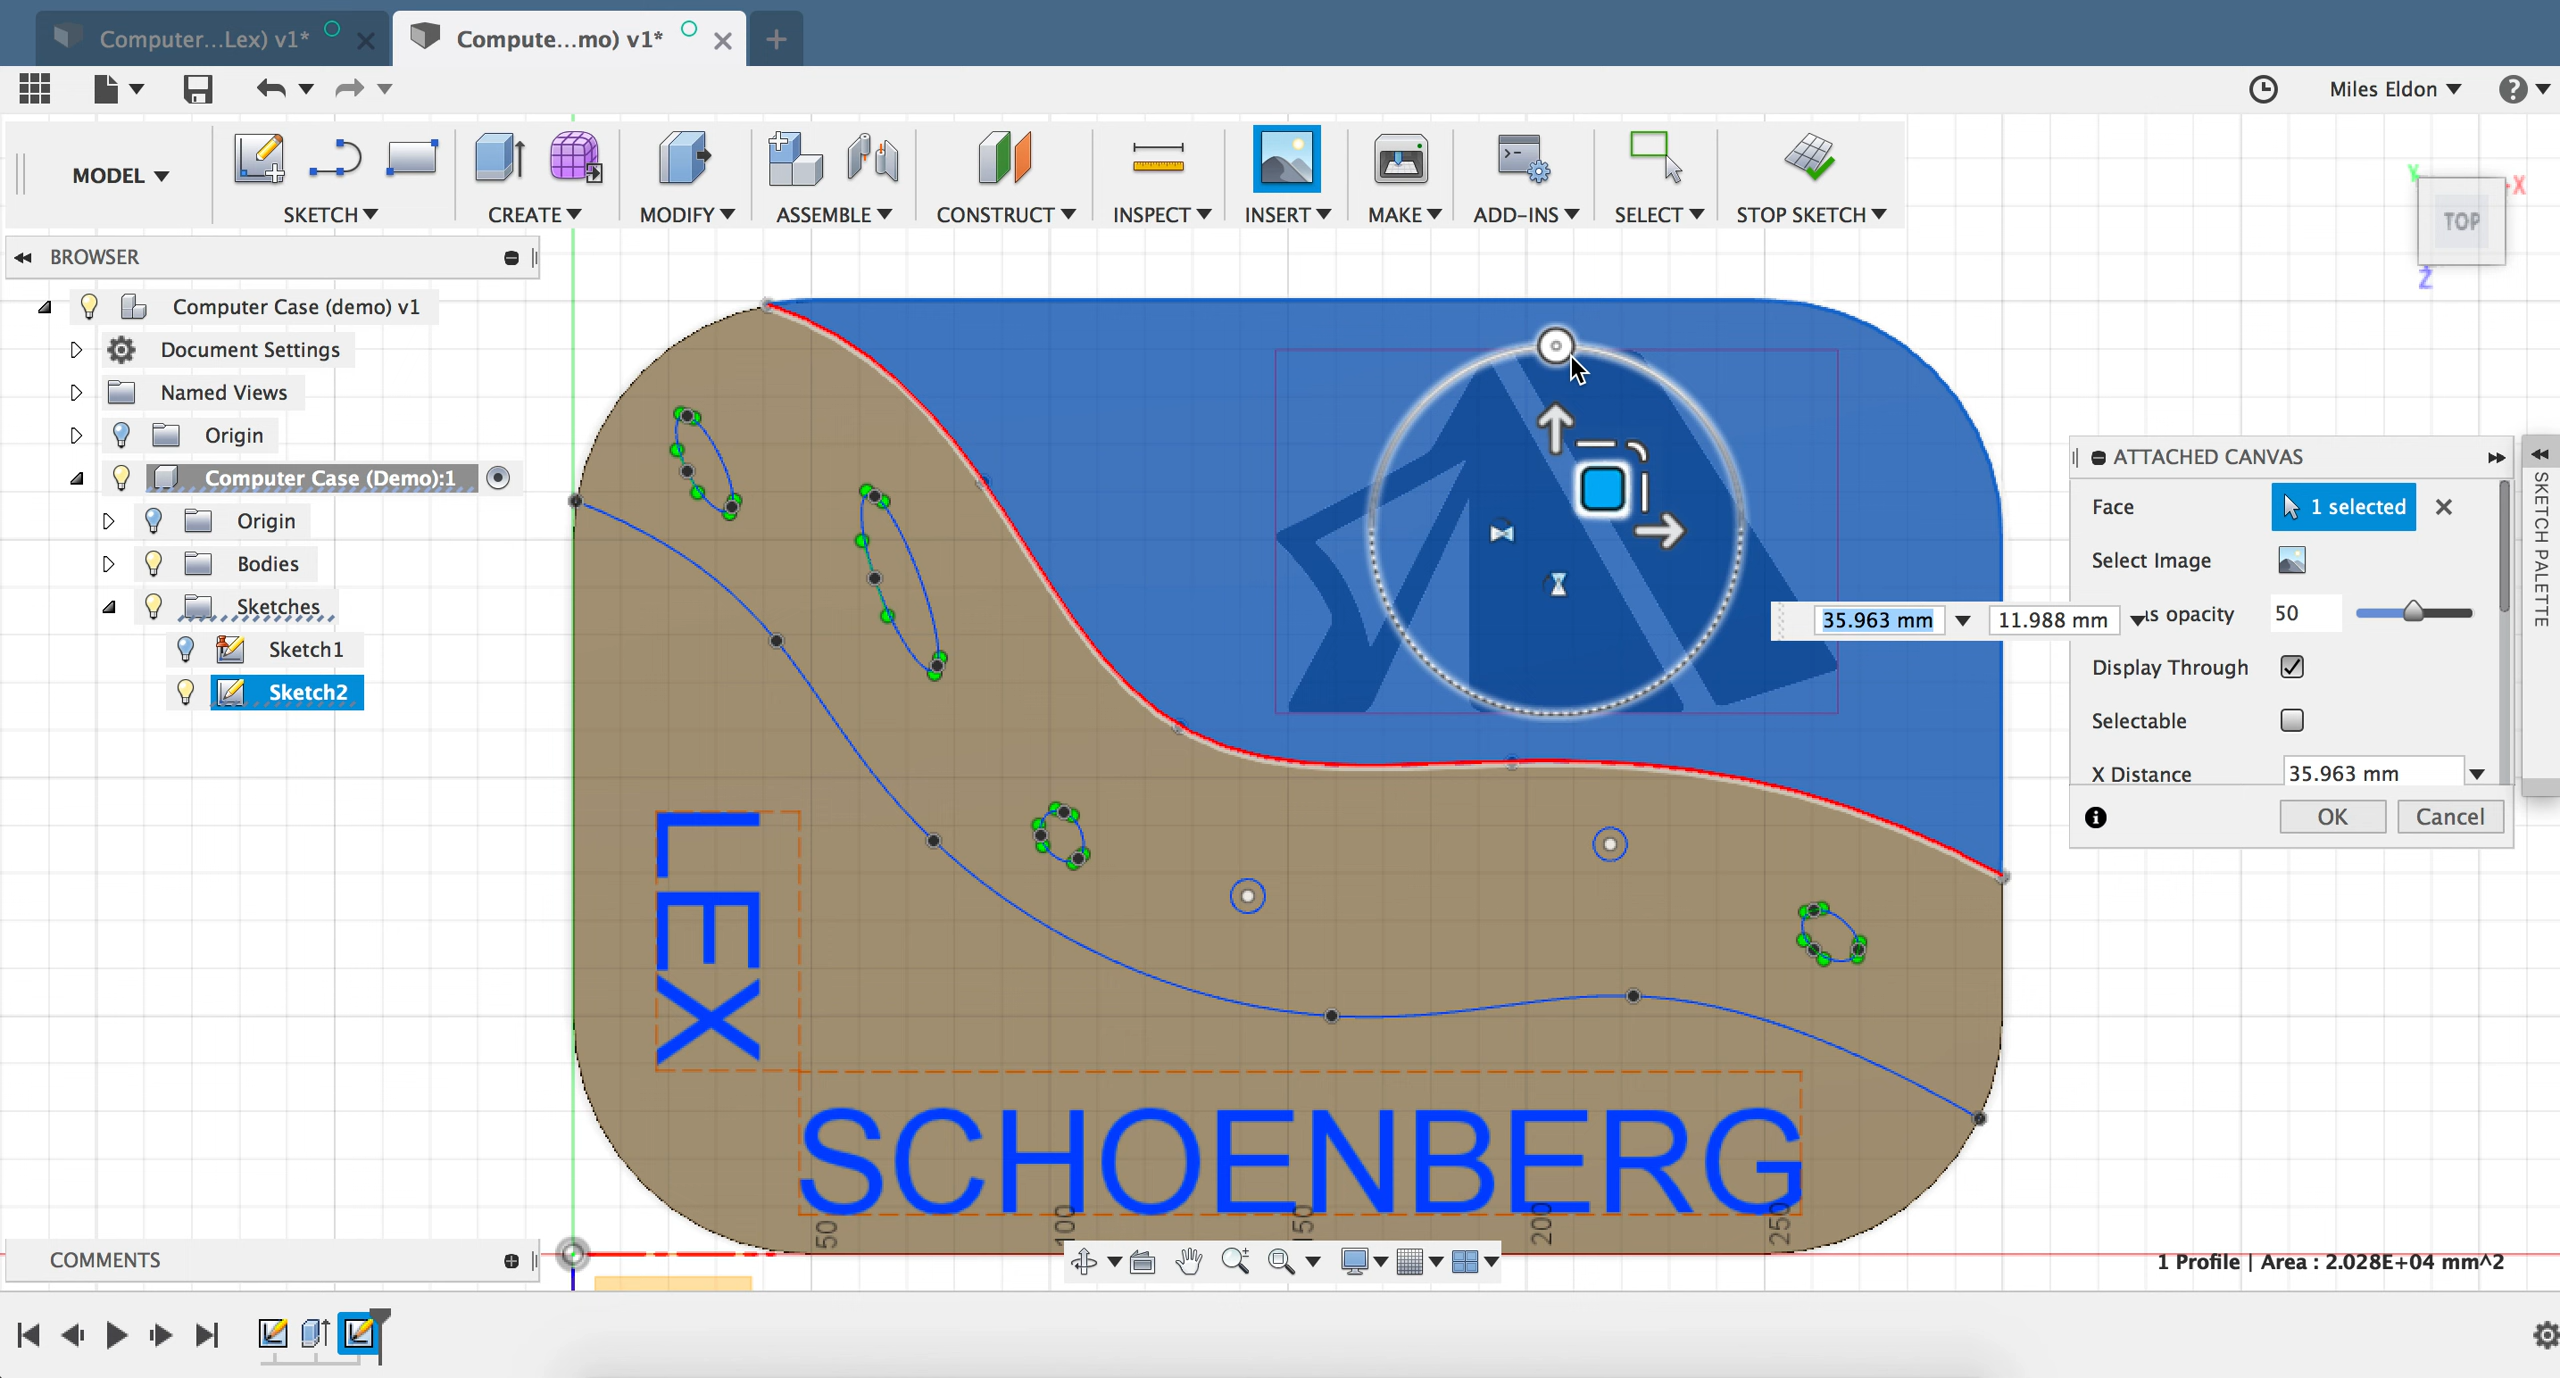 Computer...Lex) v1*
Compute...mo) v1*
Miles Eldon
MODEL
SKETCH
CREATE
MODIFY
ASSEMBLE
CONSTRUCT
INSPECT
INSERT
MAKE
ADD-INS
SELECT
STOP SKETCH
Y
X
TOP
Z
BROWSER
Computer Case (demo) v1
Document Settings
Named Views
Origin
Computer Case (Demo):1
Origin
Bodies
Sketches
Sketch1
Sketch2
ATTACHED CANVAS
Face
1 selected
Select Image
35.963 mm
11.988 mm
s opacity
50
Display Through
Selectable
X Distance
35.963 mm
OK
Cancel
SKETCH PALETTE
LEX
SCHOENBERG
50
100
150
200
250
COMMENTS
1 Profile | Area : 2.028E+04 mm^2